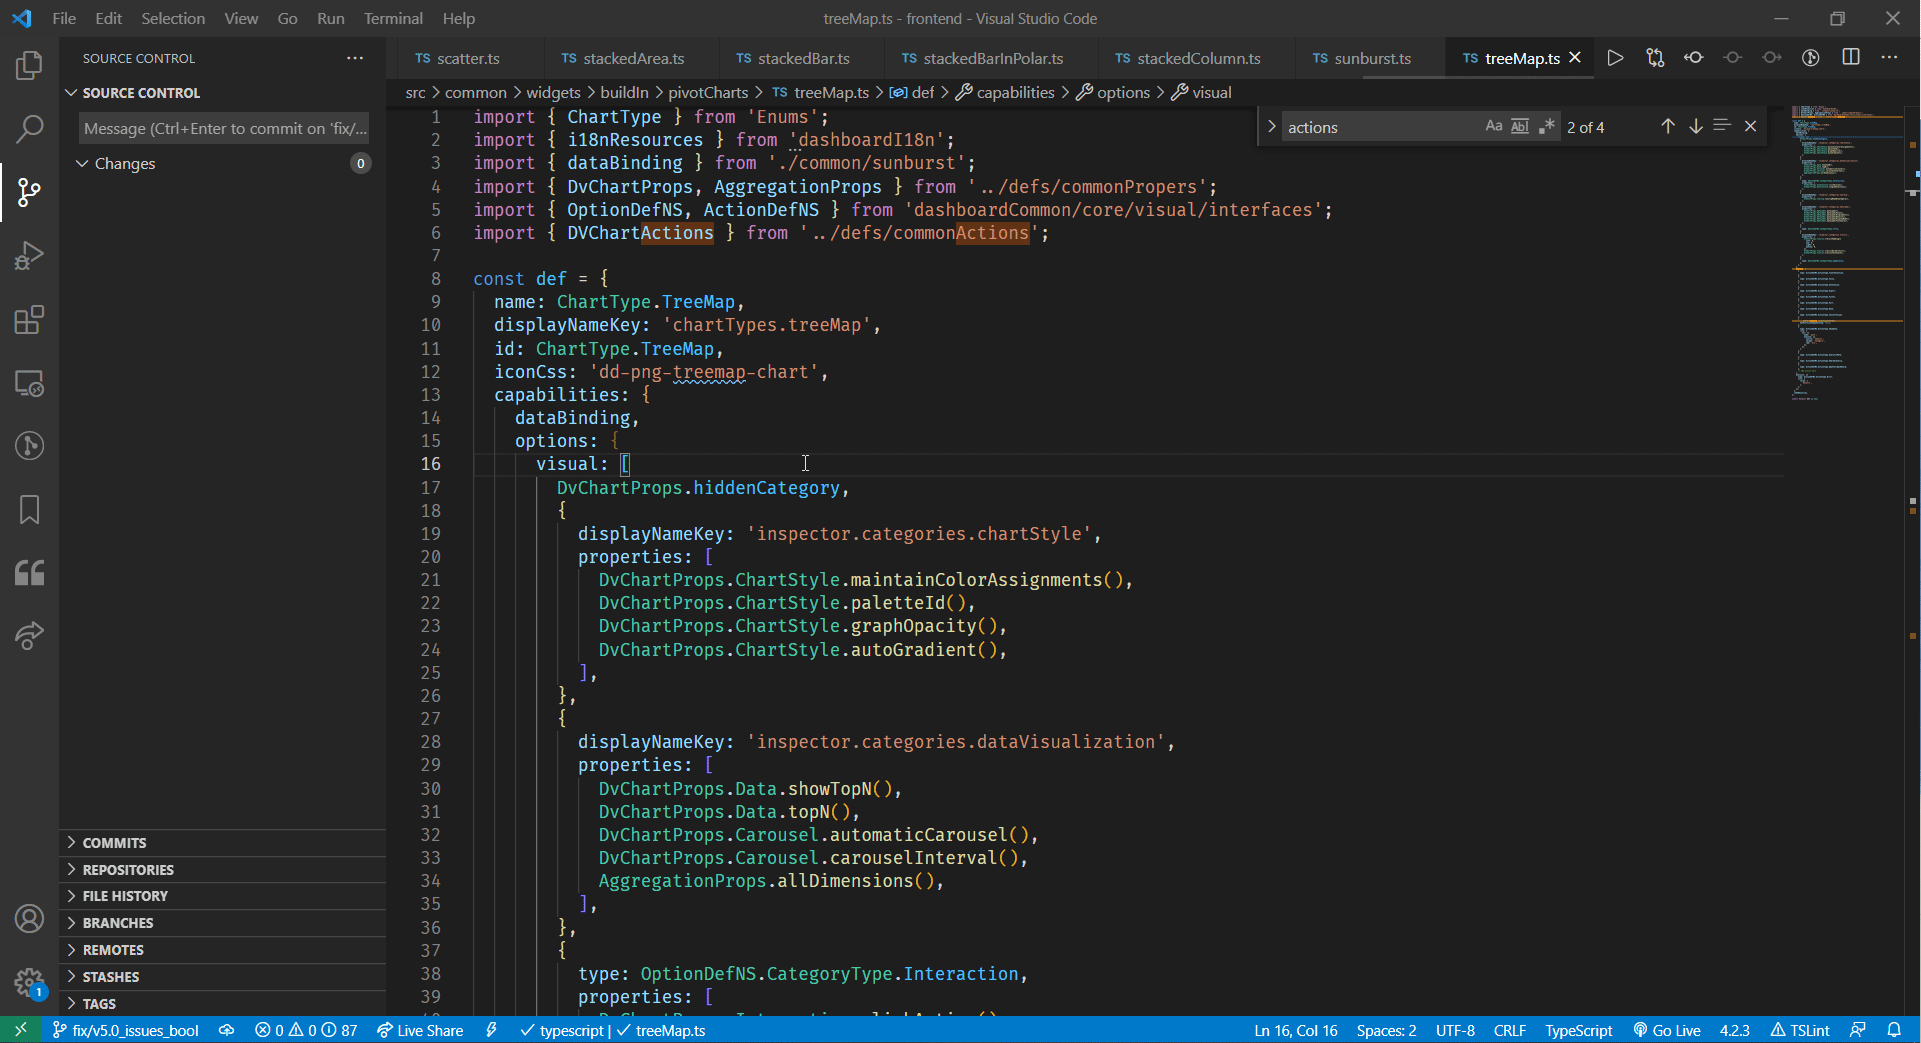 File Edit Selection View Go Run Terminal Help
treeMap.ts - frontend - Visual Studio Code
SOURCE CONTROL
SOURCE CONTROL
Message (Ctrl+Enter to commit on 'fix/...
Changes 0
COMMITS
REPOSITORIES
FILE HISTORY
BRANCHES
REMOTES
STASHES
TAGS
1
TS scatter.ts TS stackedArea.ts TS stackedBar.ts TS stackedBarInPolar.ts TS stackedColumn.ts TS sunburst.ts TS treeMap.ts
src > common > widgets > buildIn > pivotCharts > TS treeMap.ts > def > capabilities > options > visual
actions Aa Abl .* 2 of 4
1 import { ChartType } from 'Enums';
2 import { i18nResources } from 'dashboardI18n';
3 import { dataBinding } from './common/sunburst';
4 import { DvChartProps, AggregationProps } from '../defs/commonPropers';
5 import { OptionDefNS, ActionDefNS } from 'dashboardCommon/core/visual/interfaces';
6 import { DVChartActions } from '../defs/commonActions';
7
8 const def = {
9 name: ChartType.TreeMap,
10 displayNameKey: 'chartTypes.treeMap',
11 id: ChartType.TreeMap,
12 iconCss: 'dd-png-treemap-chart',
13 capabilities: {
14 dataBinding,
15 options: {
16 visual: [
17 DvChartProps.hiddenCategory,
18 {
19 displayNameKey: 'inspector.categories.chartStyle',
20 properties: [
21 DvChartProps.ChartStyle.maintainColorAssignments(),
22 DvChartProps.ChartStyle.paletteId(),
23 DvChartProps.ChartStyle.graphOpacity(),
24 DvChartProps.ChartStyle.autoGradient(),
25 ],
26 },
27 {
28 displayNameKey: 'inspector.categories.dataVisualization',
29 properties: [
30 DvChartProps.Data.showTopN(),
31 DvChartProps.Data.topN(),
32 DvChartProps.Carousel.automaticCarousel(),
33 DvChartProps.Carousel.carouselInterval(),
34 AggregationProps.allDimensions(),
35 ],
36 },
37 {
38 type: OptionDefNS.CategoryType.Interaction,
39 properties: [
fix/v5.0_issues_bool 0 0 87 Live Share typescript | treeMap.ts Ln 16, Col 16 Spaces: 2 UTF-8 CRLF TypeScript Go Live 4.2.3 TSLint